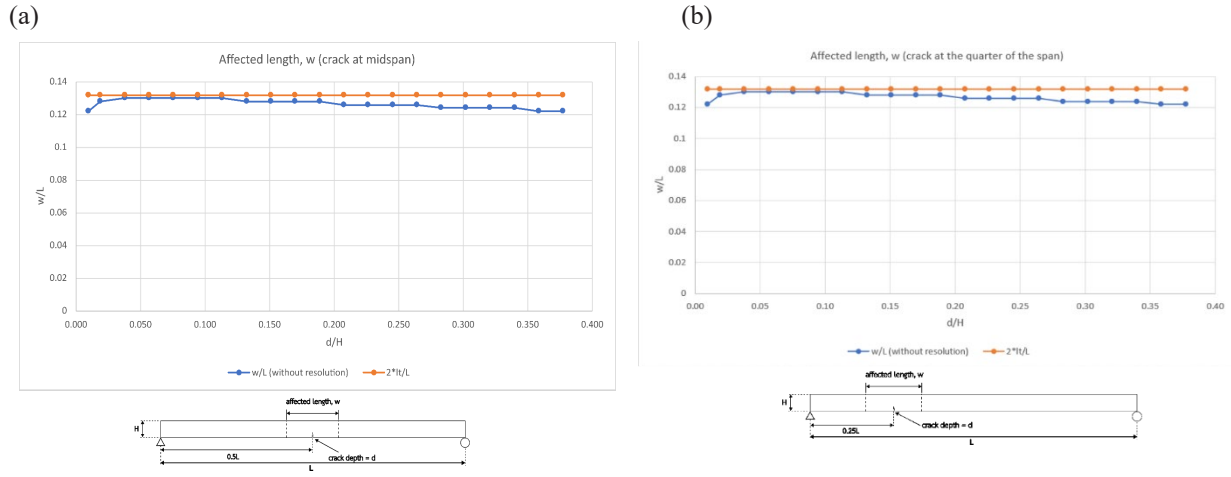 (a)
Affected length, w (crack at midspan)
0.14
0.12
0.1
0.08
0.06
0.04
0.02
0
w/L
0.000 0.050 0.100 0.150 0.200 0.250 0.300 0.350 0.400
d/H
w/L (without resolution) 2*lt/L
affected length, w
H
0.5L
crack depth = d
L
(b)
Affected length, w (crack at the quarter of the span)
0.14
0.12
0.1
0.08
0.06
0.04
0.02
0
w/L
0.00 0.05 0.10 0.15 0.20 0.25 0.30 0.35 0.40
d/H
w/L (without resolution) 2*lt/L
affected length, w
H
0.25L
crack depth = d
L